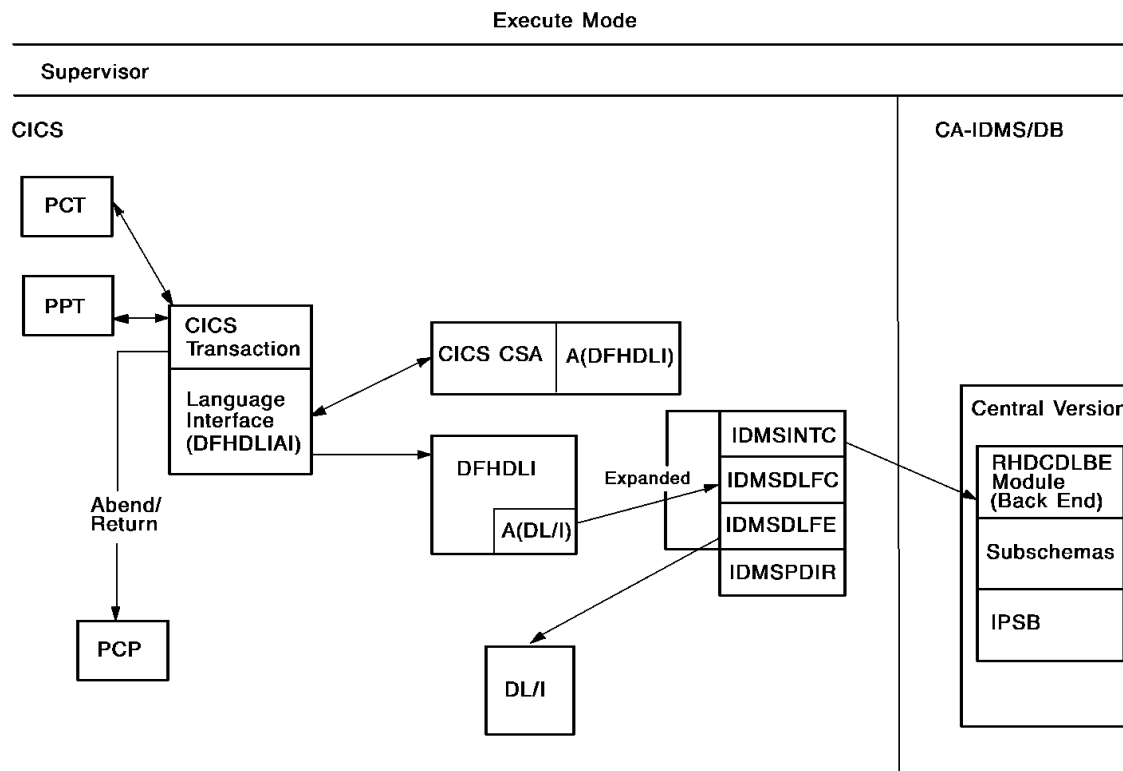 Execute Mode
Supervisor
CICS
CA-IDMS/DB
PCT
PPT
CICS
Transaction
Language
Interface
(DFHDLIAI)
CICS CSA
A(DFHDLI)
DFHDLI
A(DL/I)
Expanded
IDMSINTC
IDMSDLFC
IDMSDLFE
IDMSPDIR
Central Version
RHDCDLBE
Module
(Back End)
Subschemas
IPSB
Abend/
Return
PCP
DL/I